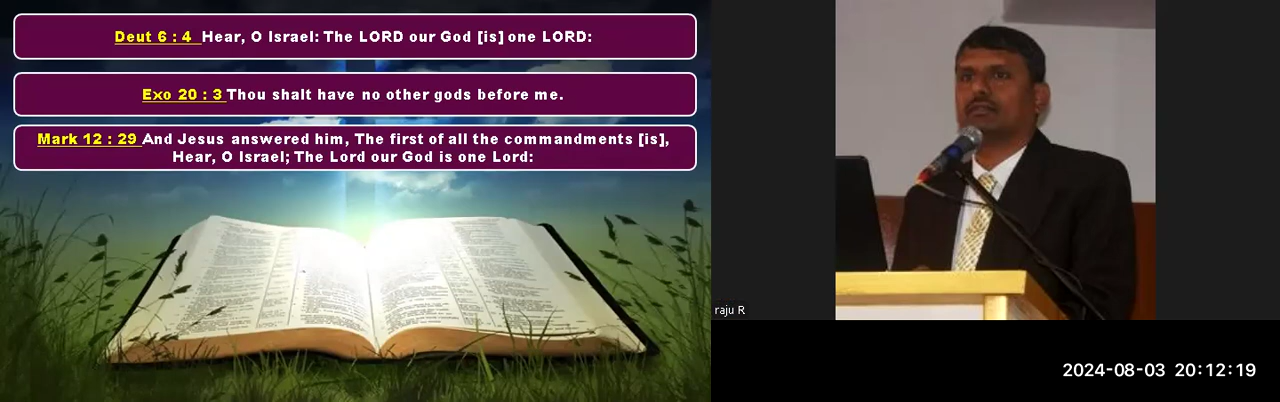 Deut 6 : 4 Hear, O Israel: The LORD our God [is] one LORD:
Exo 20 : 3 Thou shalt have no other gods before me.
Mark 12 : 29 And Jesus answered him, The first of all the commandments [is],
Hear, O Israel; The Lord our God is one Lord:
raju R
2024-08-03 20:12:19